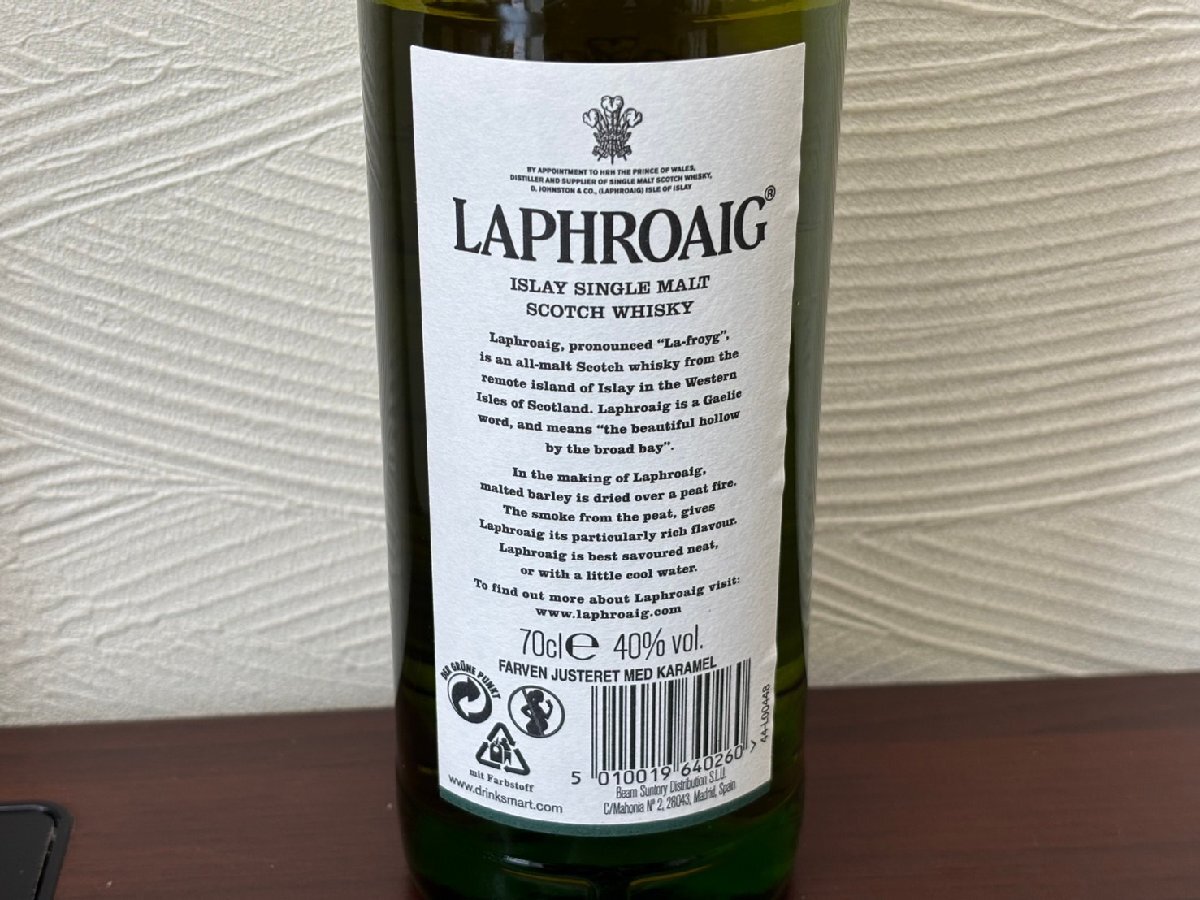 BY APPOINTMENT TO HRH THE PRINCE OF WALES,
DISTILLER AND SUPPLIER OF SINGLE MALT SCOTCH WHISKY,
D. JOHNSTON & CO., (LAPHROAIG) ISLE OF ISLAY
LAPHROAIG®
ISLAY SINGLE MALT
SCOTCH WHISKY
Laphroaig, pronounced “La-froyg”,
is an all-malt Scotch whisky from the
remote island of Islay in the Western
Isles of Scotland. Laphroaig is a Gaelic
word, and means “the beautiful hollow
by the broad bay”.
In the making of Laphroaig,
malted barley is dried over a peat fire.
The smoke from the peat, gives
Laphroaig its particularly rich flavour.
Laphroaig is best savoured neat,
or with a little cool water.
To find out more about Laphroaig visit:
www.laphroaig.com
70cl℮ 40% vol.
FARVEN JUSTERET MED KARAMEL
DER GRÜNE PUNKT
mit Farbstoff
www.drinksmart.com
5 010019 640260 >
44-L00448
Beam Suntory Distribution S.L.U.
C/Mahonia Nº 2, 28043, Madrid, Spain